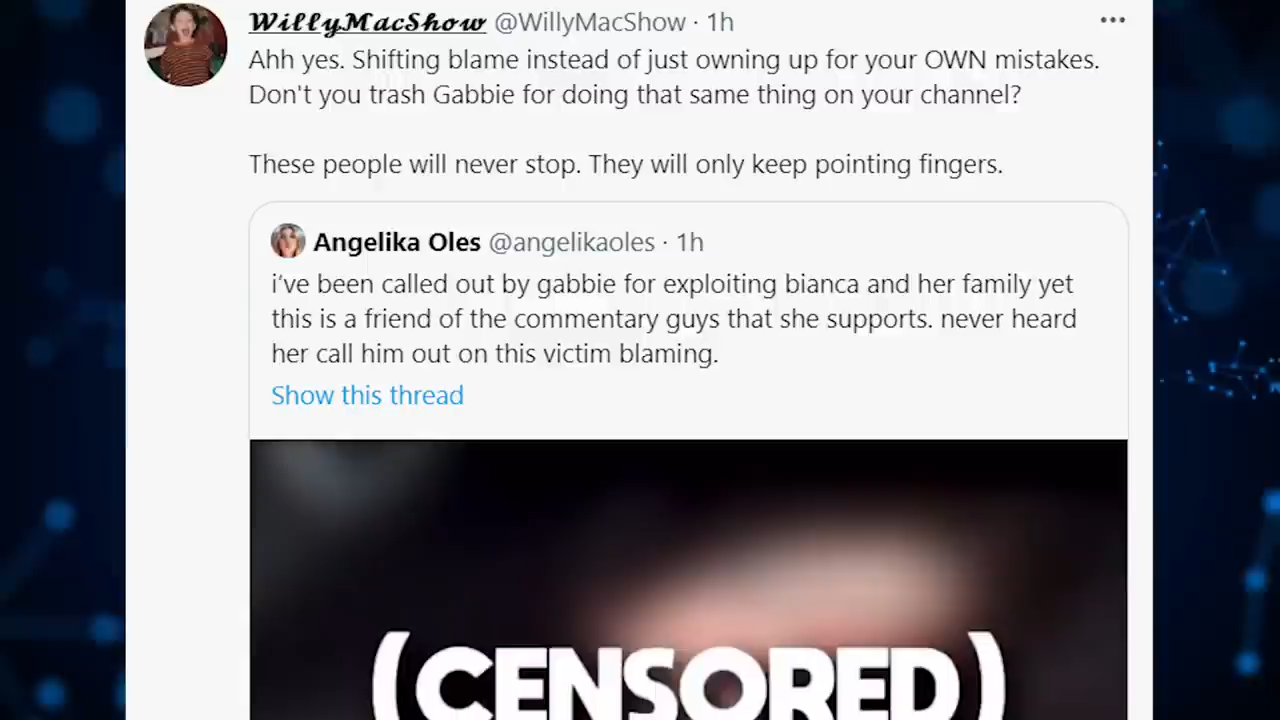 WillyMacShow @WillyMacShow · 1h
Ahh yes. Shifting blame instead of just owning up for your OWN mistakes.
Don't you trash Gabbie for doing that same thing on your channel?
These people will never stop. They will only keep pointing fingers.
Angelika Oles @angelikaoles · 1h
i've been called out by gabbie for exploiting bianca and her family yet
this is a friend of the commentary guys that she supports. never heard
her call him out on this victim blaming.
Show this thread
(CENSORED)